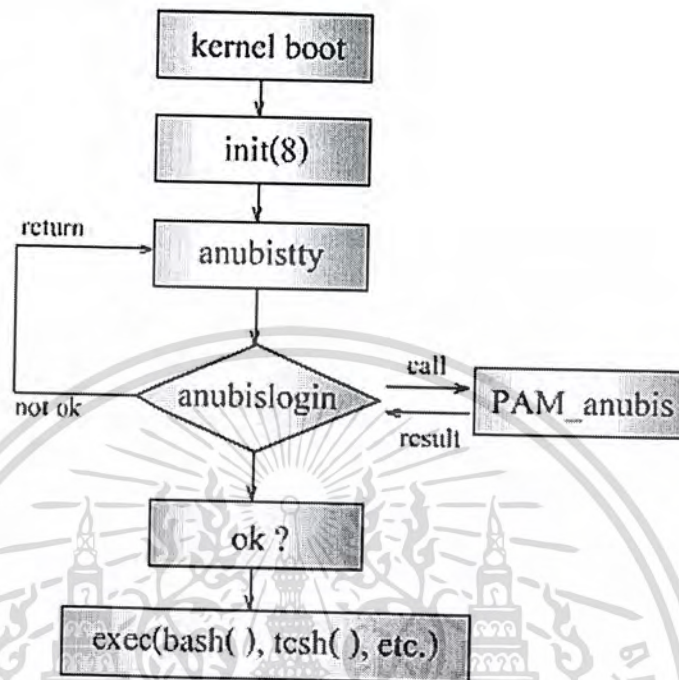 kernel boot
init(8)
return
anubistty
call
anubislogin
PAM_anubis
not ok
result
ok ?
exec(bash( ), tcsh( ), etc.)